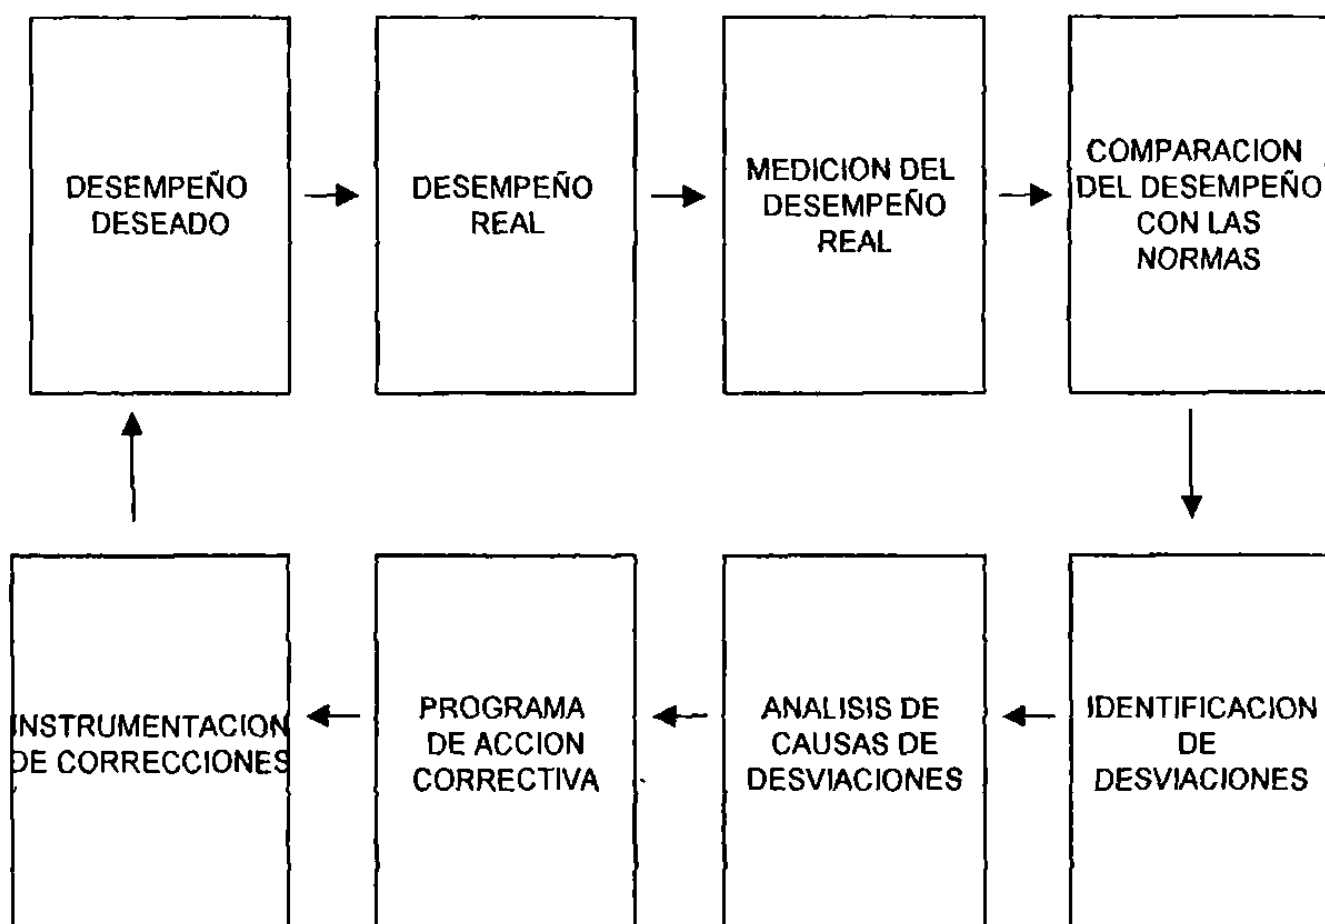 DESEMPEÑO
DESEADO
DESEMPEÑO
REAL
MEDICION DEL
DESEMPEÑO
REAL
COMPARACION
DEL DESEMPEÑO
CON LAS
NORMAS
INSTRUMENTACION
DE CORRECCIONES
PROGRAMA
DE ACCION
CORRECTIVA
ANALISIS DE
CAUSAS DE
DESVIACIONES
IDENTIFICACION
DE
DESVIACIONES